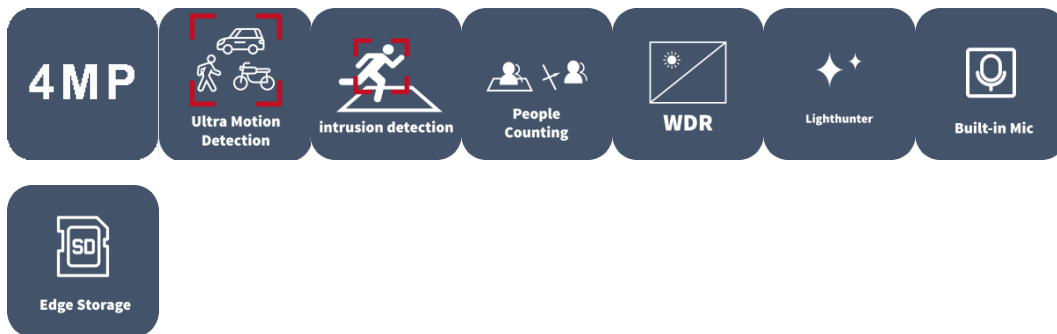 4MP
Ultra Motion
Detection
intrusion detection
People
Counting
WDR
Lighthunter
Built-in Mic
SD
Edge Storage